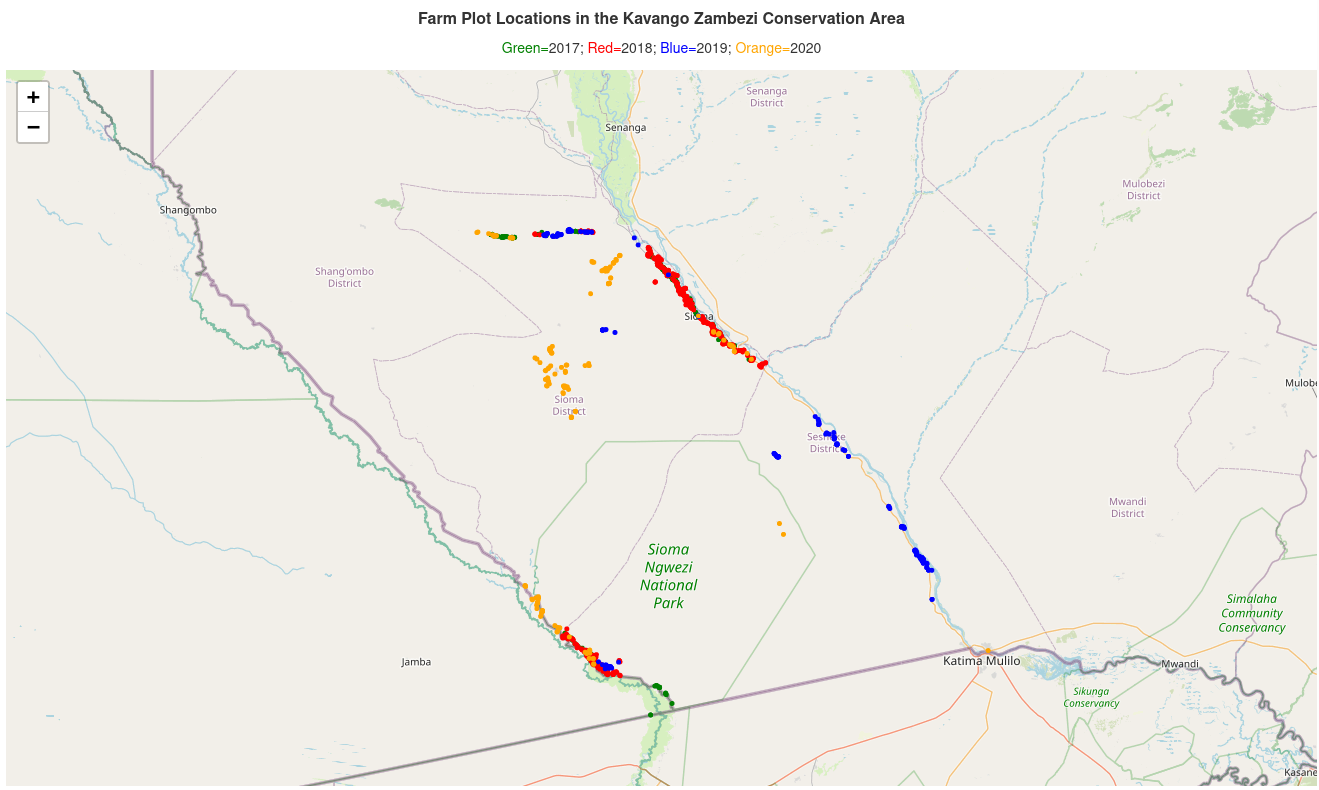 Farm Plot Locations in the Kavango Zambezi Conservation Area
Green=2017; Red=2018; Blue=2019; Orange=2020
+
−
Senanga
District
Senanga
Mulobezi
District
Shangombo
Shang'ombo
District
Sioma
Sioma
District
Sesheke
District
Mwandi
District
Sioma
Ngwezi
National
Park
Simalaha
Community
Conservancy
Jamba
Katima Mulilo
Mwandi
Sikunga
Conservancy
Mulobe
Kasane